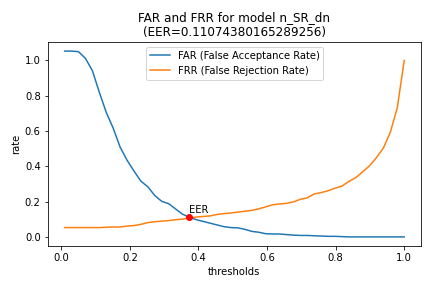 FAR and FRR for model n_SR_dn
(EER=0.11074380165289256)
FAR (False Acceptance Rate)
FRR (False Rejection Rate)
1.0
0.8
0.6
0.4
0.2
0.0
rate
EER
0.0 0.2 0.4 0.6 0.8 1.0
thresholds